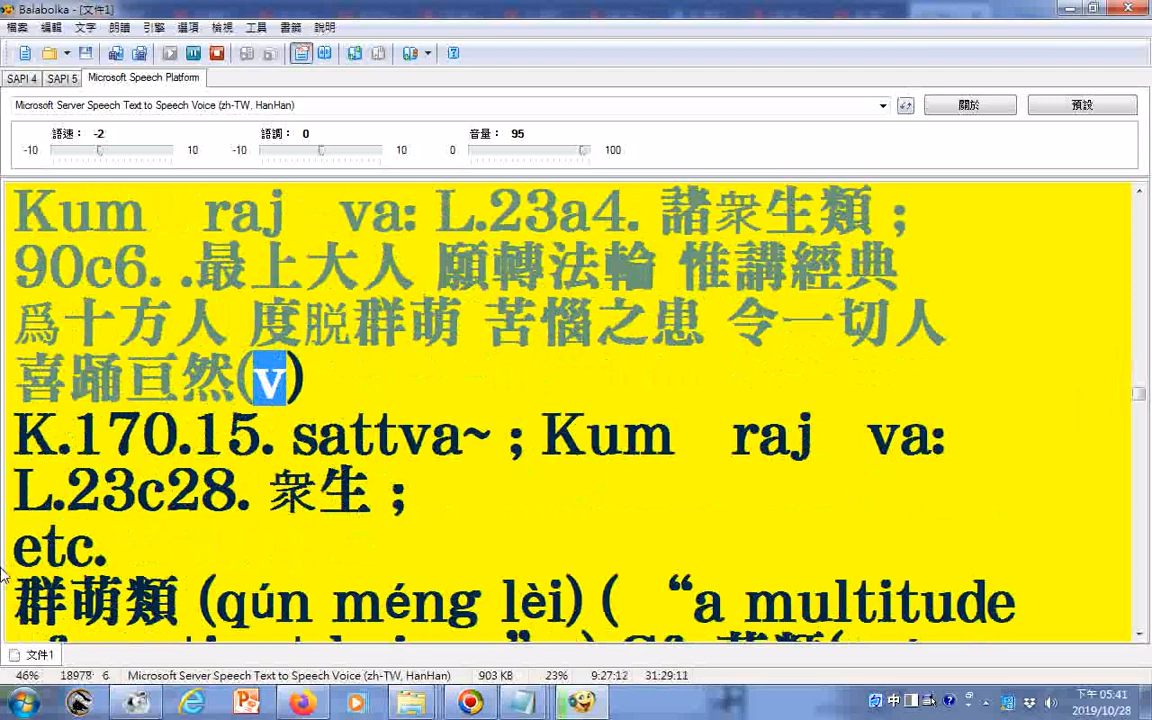 Balabolka - [文件1]
檔案 編輯 文字 朗讀 引擎 選項 檢視 工具 書籤 說明
SAPI 4 SAPI 5 Microsoft Speech Platform
Microsoft Server Speech Text to Speech Voice (zh-TW, HanHan) 關於 預設
語速： -2 語調： 0 音量： 95
-10 10 -10 10 0 100
Kum raj va: L.23a4. 諸衆生類；
90c6. .最上大人 願轉法輪 惟講經典
爲十方人 度脱群萌 苦惱之患 令一切人
喜踊亘然(v)
K.170.15. sattva~ ; Kum raj va:
L.23c28. 衆生；
etc.
群萌類 (qún méng lèi) ( “a multitude
文件1
46% 18978 6 Microsoft Server Speech Text to Speech Voice (zh-TW, HanHan) 903 KB 23% 9:27:12 31:29:11
中 下午 05:41
2019/10/28